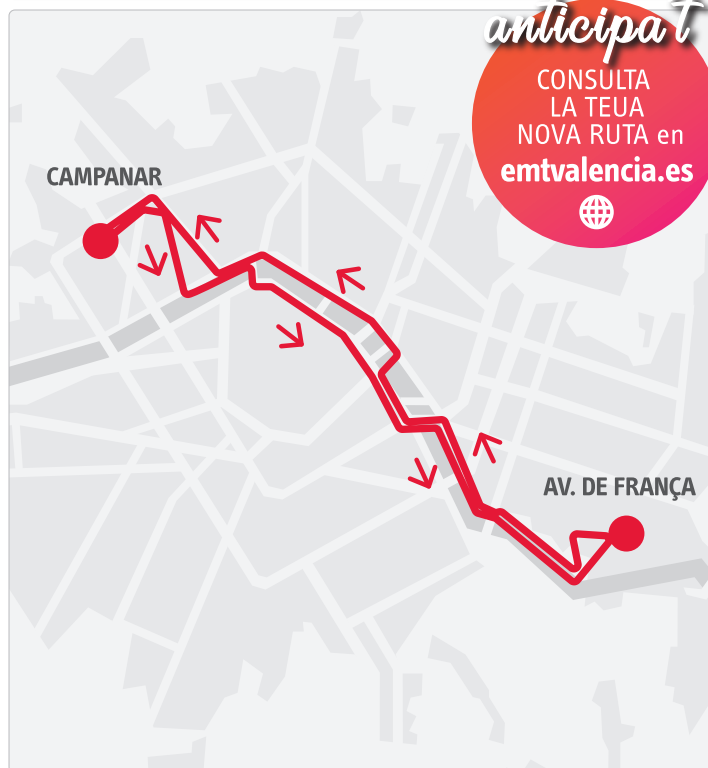 anticipa't
CONSULTA
LA TEUA
NOVA RUTA en
emtvalencia.es
CAMPANAR
AV. DE FRANÇA